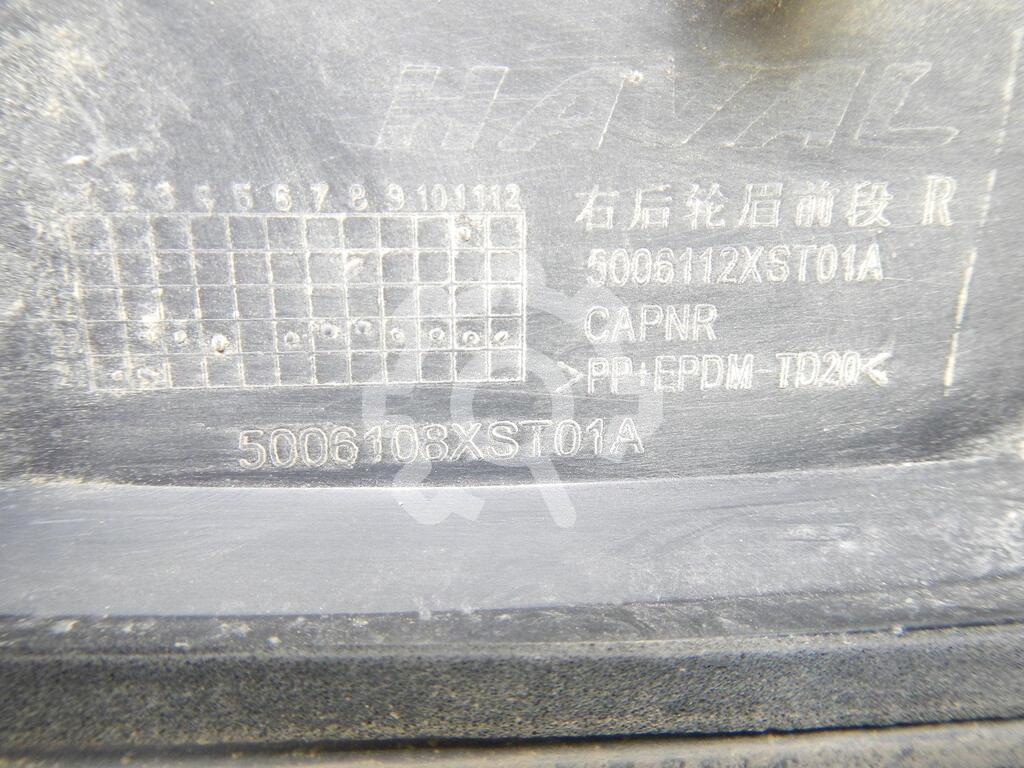 HAVAL
1 2 3 4 5 6 7 8 9 10 11 12
右后轮眉前段 R
5006112XST01A
CAPNR
>PP+EPDM-TD20<
5006108XST01A